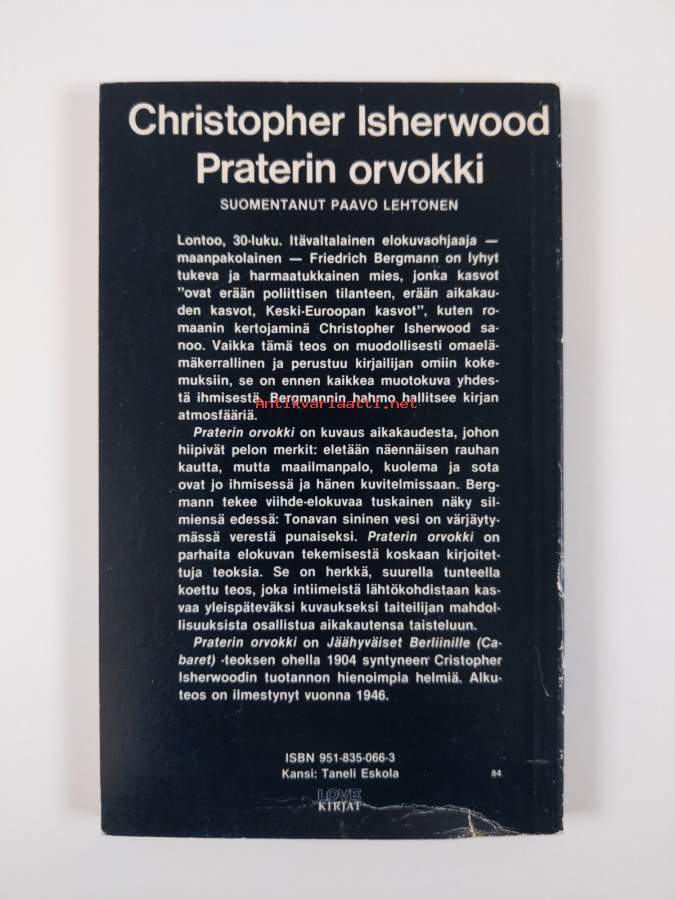 Christopher Isherwood
Praterin orvokki
SUOMENTANUT PAAVO LEHTONEN
Lontoo, 30-luku. Itävaltalainen elokuvaohjaaja —
maanpakolainen — Friedrich Bergmann on lyhyt
tukeva ja harmaatukkainen mies, jonka kasvot
"ovat erään poliittisen tilanteen, erään aikakau-
den kasvot, Keski-Euroopan kasvot", kuten ro-
maanin kertojaminä Christopher Isherwood sa-
noo. Vaikka tämä teos on muodollisesti omaelä-
mäkerrallinen ja perustuu kirjailijan omiin koke-
muksiin, se on ennen kaikkea muotokuva yhdes-
tä ihmisestä. Bergmannin hahmo hallitsee kirjan
Antikvariaatti.net
atmosfääriä.
Praterin orvokki on kuvaus aikakaudesta, johon
hiipivät pelon merkit: eletään näennäisen rauhan
kautta, mutta maailmanpalo, kuolema ja sota
ovat jo ihmisessä ja hänen kuvitelmissaan. Berg-
mann tekee viihde-elokuvaa tuskainen näky sil-
miensä edessä: Tonavan sininen vesi on värjäyty-
mässä verestä punaiseksi. Praterin orvokki on
parhaita elokuvan tekemisestä koskaan kirjoitet-
tuja teoksia. Se on herkkä, suurella tunteella
koettu teos, joka intiimeistä lähtökohdistaan kas-
vaa yleispäteväksi kuvaukseksi taiteilijan mahdol-
lisuuksista osallistua aikakautensa taisteluun.
Praterin orvokki on Jäähyväiset Berliinille (Ca-
baret) -teoksen ohella 1904 syntyneen Cristopher
Isherwoodin tuotannon hienoimpia helmiä. Alku-
teos on ilmestynyt vuonna 1946.
ISBN 951-835-066-3
Kansi: Taneli Eskola
84
LOVE
KIRJAT